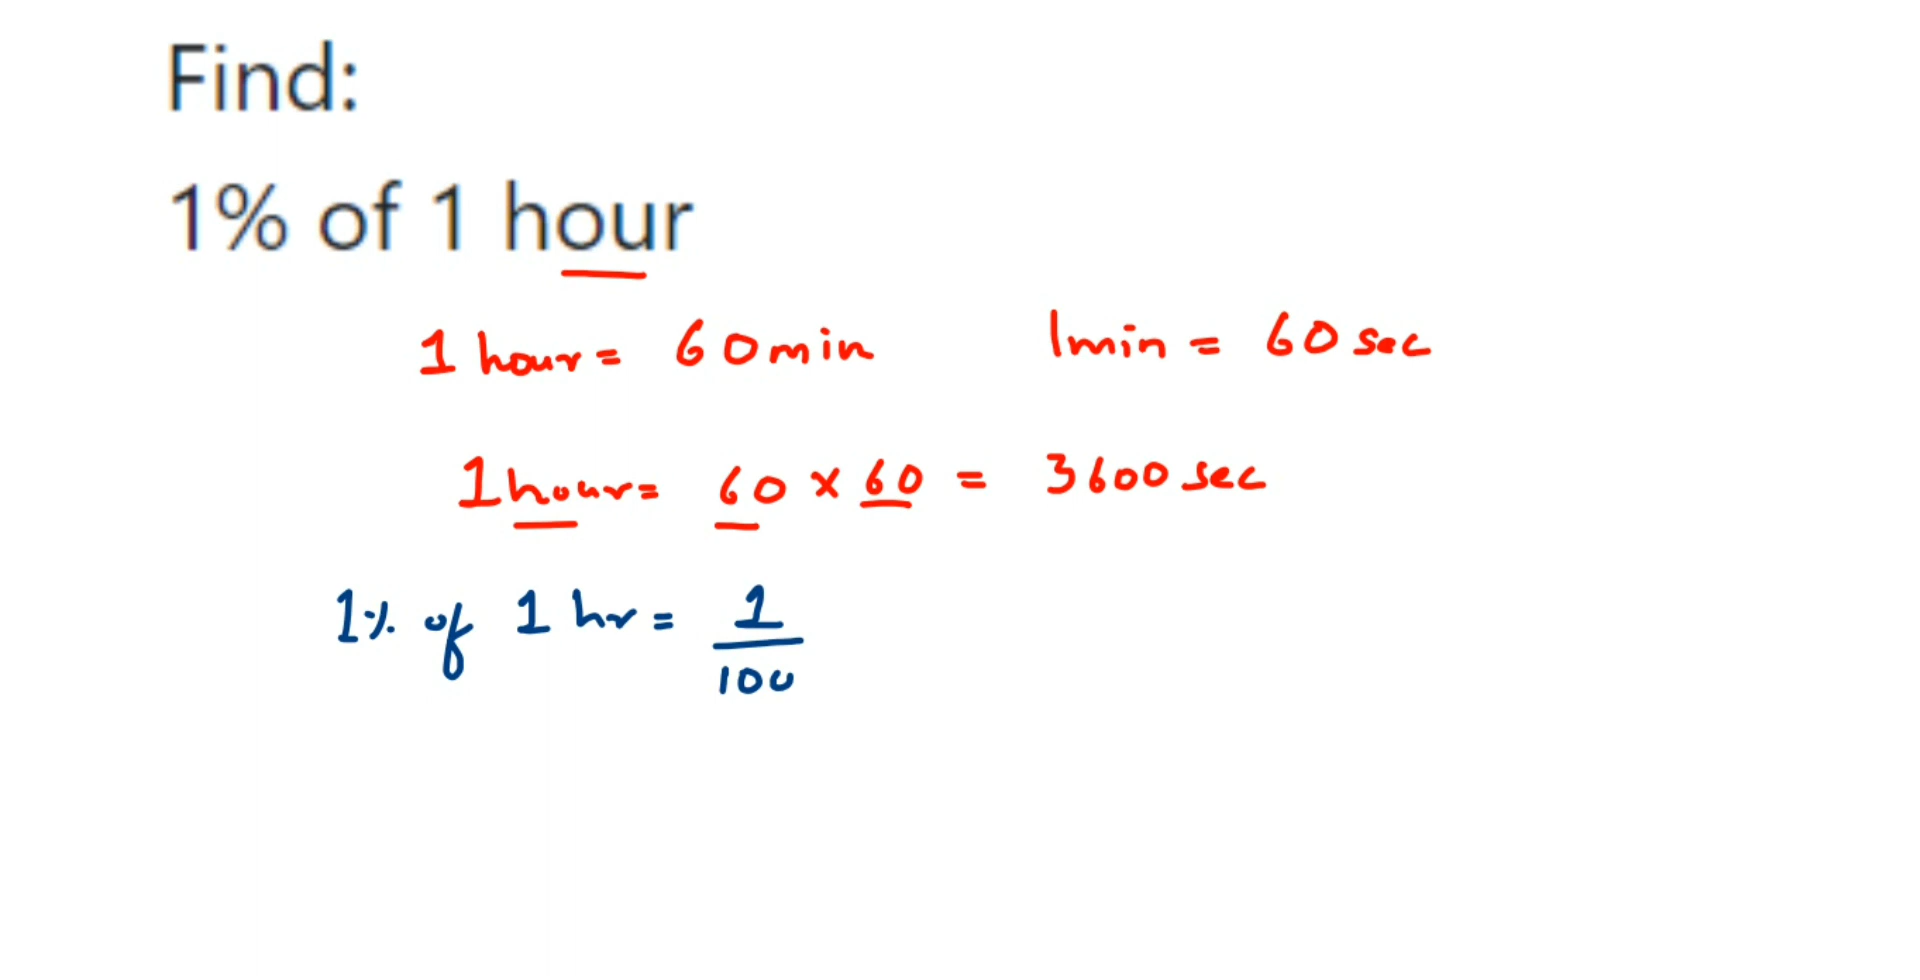 Find:
1% of 1 hour
1 hour = 60 min 1 min = 60 sec
1 hour = 60 × 60 = 3600 sec
1% of 1 hr = 1/100